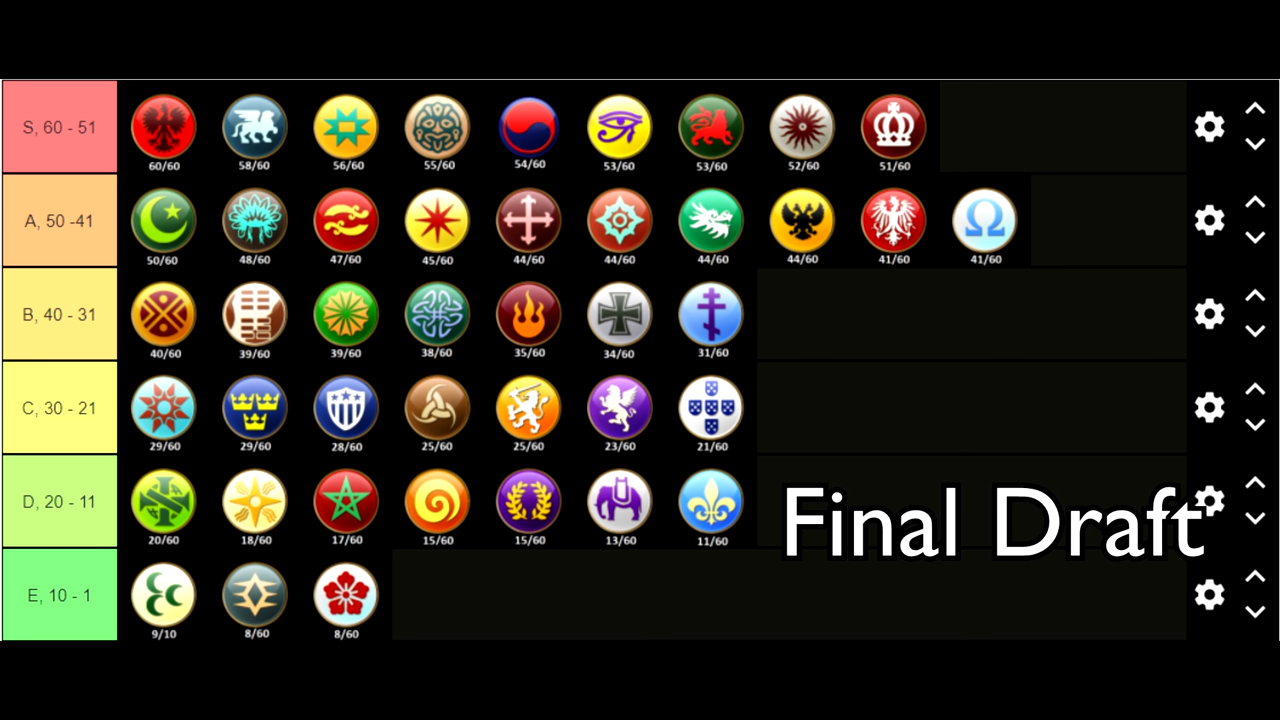 S, 60 - 51
60/60 58/60 56/60 55/60 54/60 53/60 53/60 52/60 51/60
A, 50 -41
50/60 48/60 47/60 45/60 44/60 44/60 44/60 44/60 41/60 41/60
B, 40 - 31
40/60 39/60 39/60 38/60 35/60 34/60 31/60
C, 30 - 21
29/60 29/60 28/60 25/60 25/60 23/60 21/60
D, 20 - 11
20/60 18/60 17/60 15/60 15/60 13/60 11/60
Final Draft
E, 10 - 1
9/10 8/60 8/60